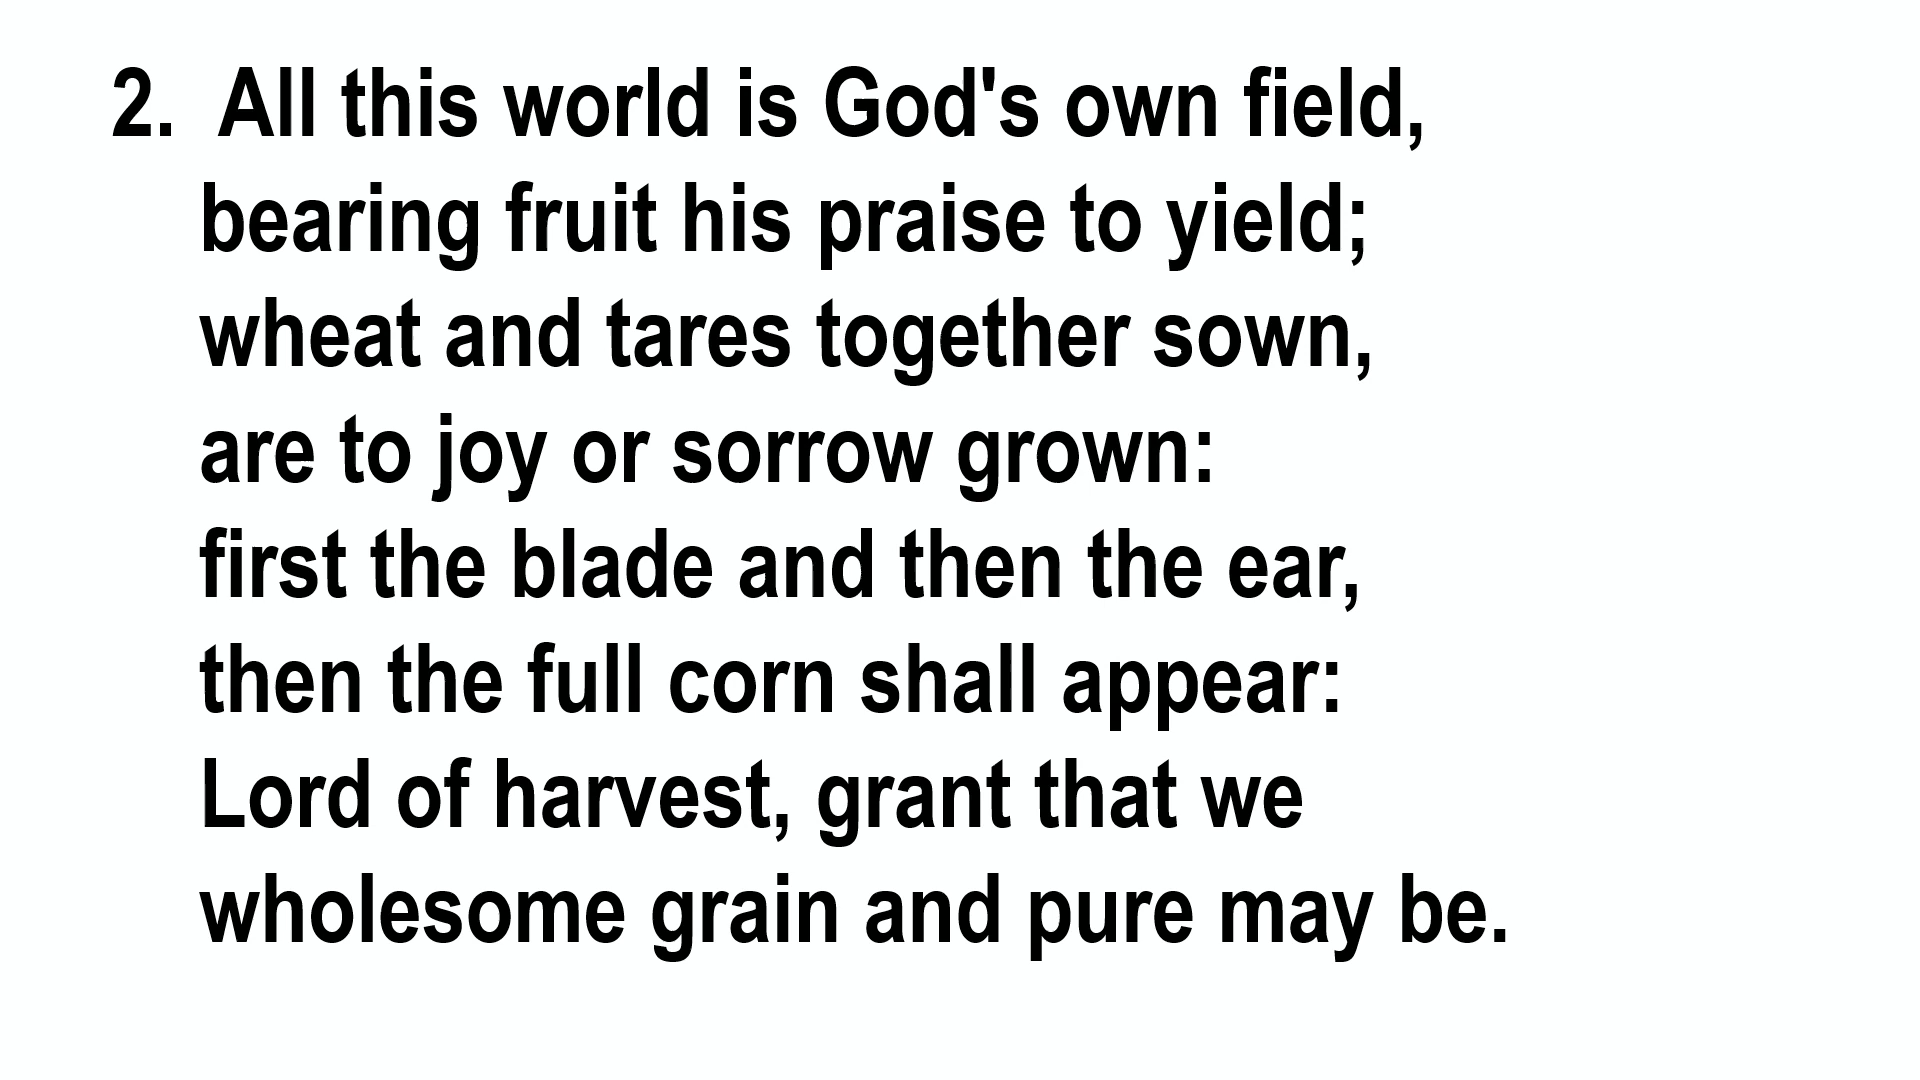 2. All this world is God's own field,
bearing fruit his praise to yield;
wheat and tares together sown,
are to joy or sorrow grown:
first the blade and then the ear,
then the full corn shall appear:
Lord of harvest, grant that we
wholesome grain and pure may be.